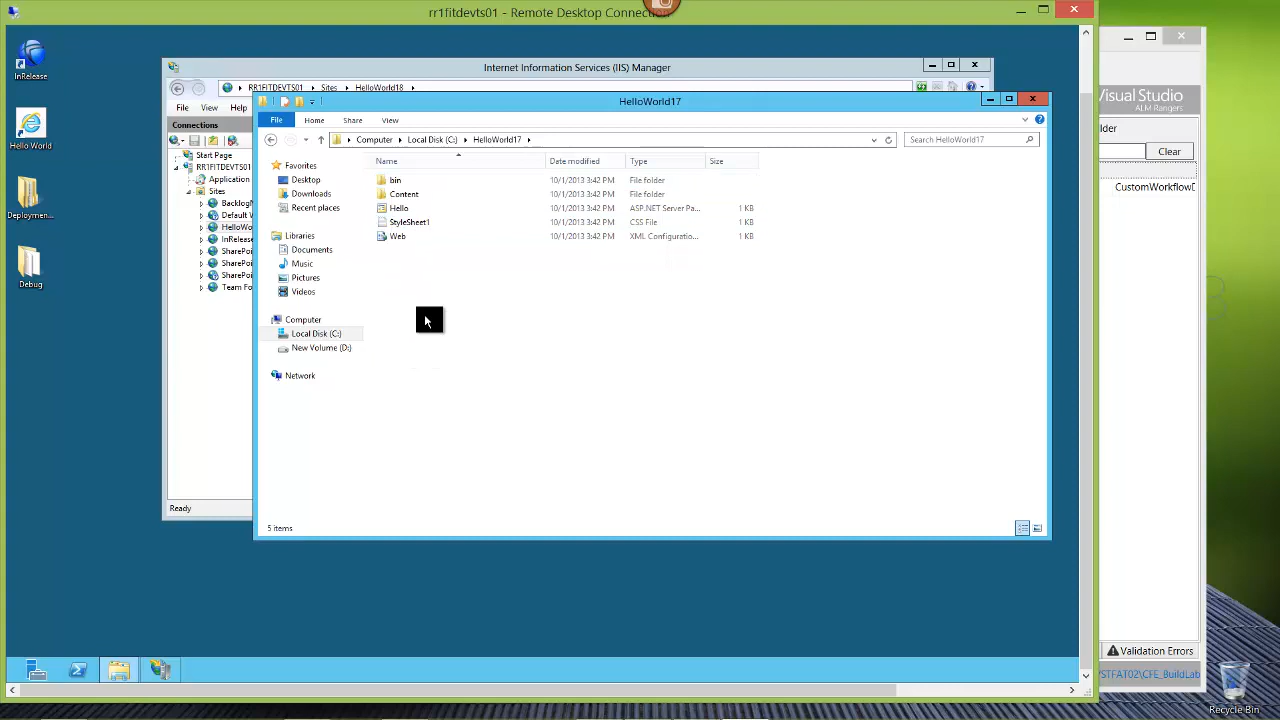 rr1fitdevts01 - Remote Desktop Connection
InRelease
Hello World
Deploymen...
Debug
Internet Information Services (IIS) Manager
RR1FITDEVTS01 Sites HelloWorld18
File View Help
Connections
Start Page
RR1FITDEVTS01
Application
Sites
Default W
HelloWo
InRelease
SharePoi
SharePoi
SharePoi
Team Fo
Ready
HelloWorld17
File Home Share View
Computer Local Disk (C:) HelloWorld17
Search HelloWorld17
Favorites
Desktop
Downloads
Recent places
Libraries
Documents
Music
Pictures
Videos
Computer
Local Disk (C:)
New Volume (D:)
Network
Name Date modified Type Size
bin 10/1/2013 3:42 PM File folder
Content 10/1/2013 3:42 PM File folder
Hello 10/1/2013 3:42 PM ASP.NET Server Pa... 1 KB
StyleSheet1 10/1/2013 3:42 PM CSS File 1 KB
Web 10/1/2013 3:42 PM XML Configuratio... 1 KB
5 items
Visual Studio
ALM Rangers
lder
Clear
CustomWorkflowD
Validation Errors
STFAT02\CFE_BuildLab
Recycle Bin